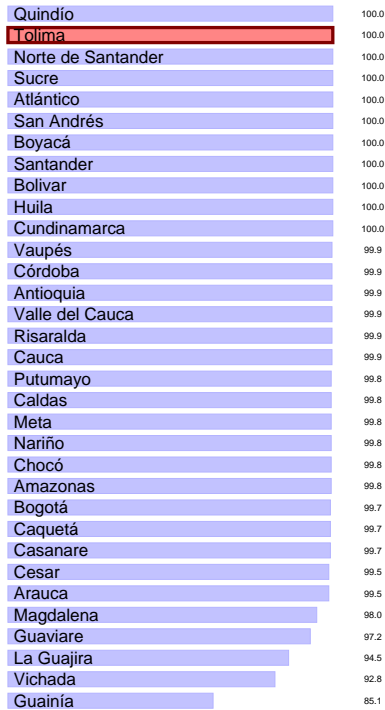 Quindío 100.0
Tolima 100.0
Norte de Santander 100.0
Sucre 100.0
Atlántico 100.0
San Andrés 100.0
Boyacá 100.0
Santander 100.0
Bolivar 100.0
Huila 100.0
Cundinamarca 100.0
Vaupés 99.9
Córdoba 99.9
Antioquia 99.9
Valle del Cauca 99.9
Risaralda 99.9
Cauca 99.9
Putumayo 99.8
Caldas 99.8
Meta 99.8
Nariño 99.8
Chocó 99.8
Amazonas 99.8
Bogotá 99.7
Caquetá 99.7
Casanare 99.7
Cesar 99.5
Arauca 99.5
Magdalena 98.0
Guaviare 97.2
La Guajira 94.5
Vichada 92.8
Guainía 85.1